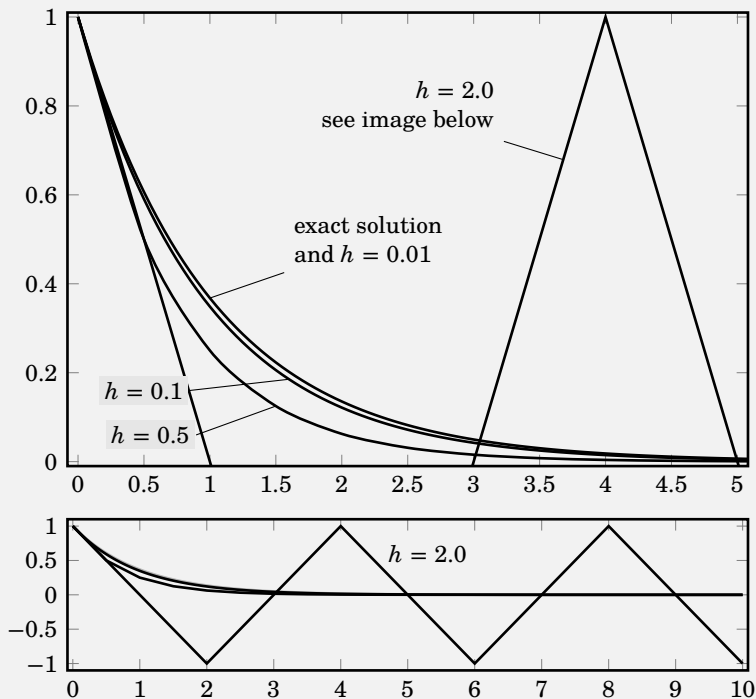 1
0.8
0.6
0.4
0.2
0
h = 2.0
see image below
exact solution
and h = 0.01
h = 0.1
h = 0.5
0 0.5 1 1.5 2 2.5 3 3.5 4 4.5 5
1
0.5
0
−0.5
−1
h = 2.0
0 1 2 3 4 5 6 7 8 9 10